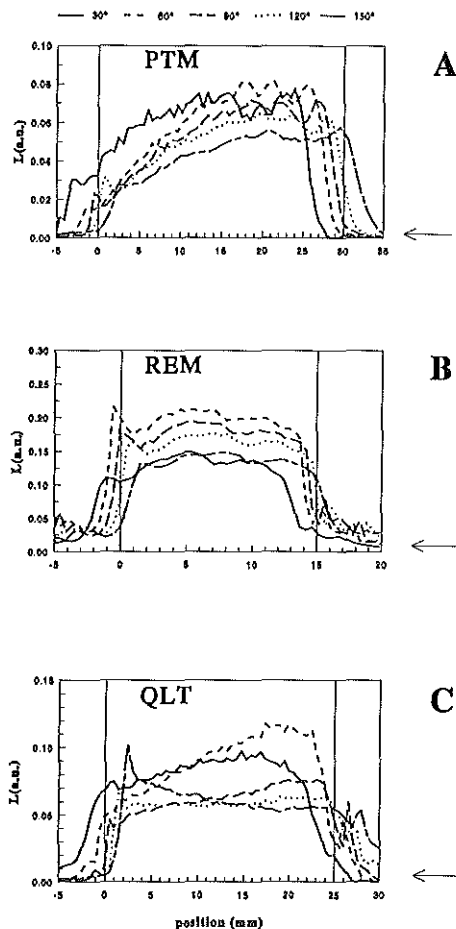 30° 60° 90° 120° 150°
PTM
A
L(a.u.)
0.10
0.08
0.06
0.04
0.02
0.00
-5 0 5 10 15 20 25 30 35
REM
B
L(a.u.)
0.30
0.25
0.20
0.15
0.10
0.05
0.00
-5 0 5 10 15 20
QLT
C
L(a.u.)
0.15
0.10
0.05
0.00
-5 0 5 10 15 20 25 30
position (mm)